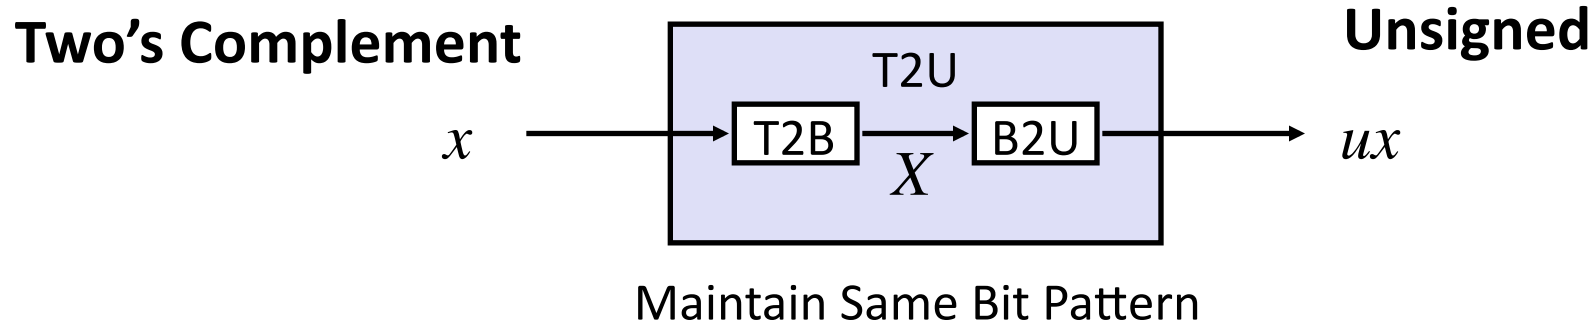 Two’s Complement
Unsigned
T2U
x
T2B
X
B2U
ux
Maintain Same Bit Pattern